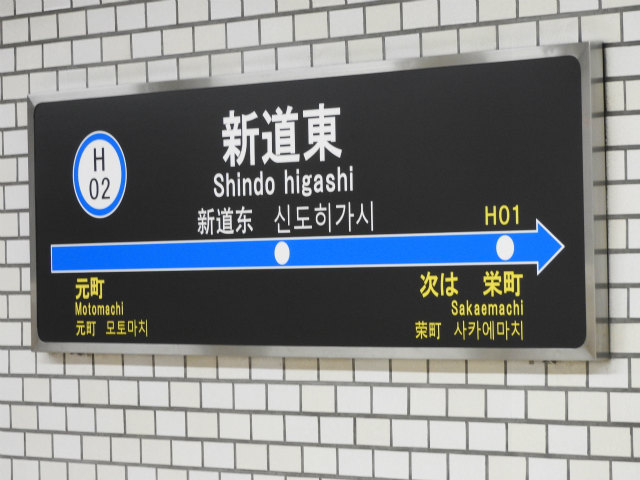 H
02
新道東
Shindo higashi
新道东 신도히가시
H01
元町
Motomachi
元町 모토마치
次は 栄町
Sakaemachi
荣町 사카에마치